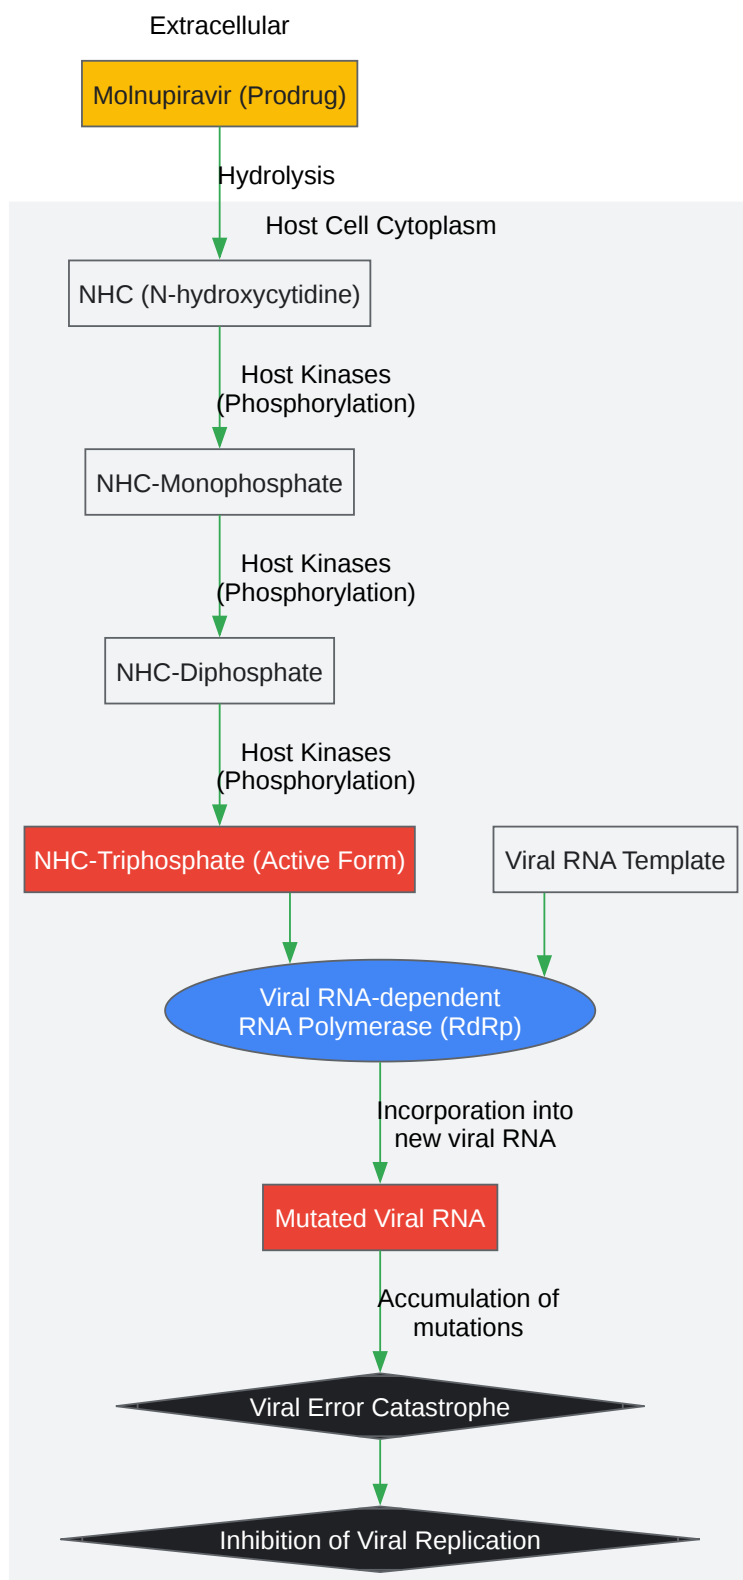 Extracellular
Molnupiravir (Prodrug)
Hydrolysis
Host Cell Cytoplasm
NHC (N-hydroxycytidine)
Host Kinases
(Phosphorylation)
NHC-Monophosphate
Host Kinases
(Phosphorylation)
NHC-Diphosphate
Host Kinases
(Phosphorylation)
NHC-Triphosphate (Active Form)
Viral RNA Template
Viral RNA-dependent
RNA Polymerase (RdRp)
Incorporation into
new viral RNA
Mutated Viral RNA
Accumulation of
mutations
Viral Error Catastrophe
Inhibition of Viral Replication